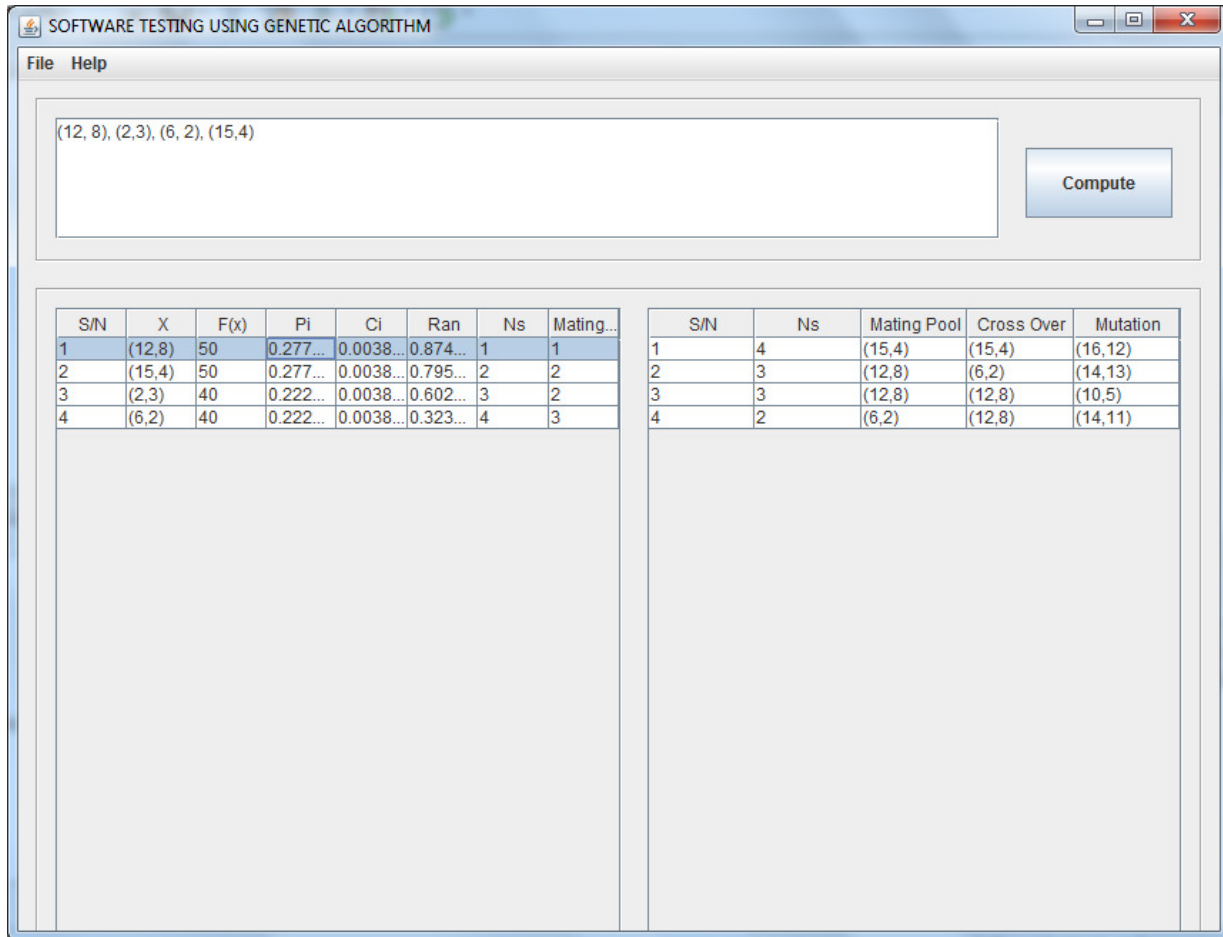 SOFTWARE TESTING USING GENETIC ALGORITHM
File Help
(12, 8), (2,3), (6, 2), (15,4)
Compute
S/N X F(x) Pi Ci Ran Ns Mating...
1 (12,8) 50 0.277... 0.0038... 0.874... 1 1
2 (15,4) 50 0.277... 0.0038... 0.795... 2 2
3 (2,3) 40 0.222... 0.0038... 0.602... 3 2
4 (6,2) 40 0.222... 0.0038... 0.323... 4 3
S/N Ns Mating Pool Cross Over Mutation
1 4 (15,4) (15,4) (16,12)
2 3 (12,8) (6,2) (14,13)
3 3 (12,8) (12,8) (10,5)
4 2 (6,2) (12,8) (14,11)